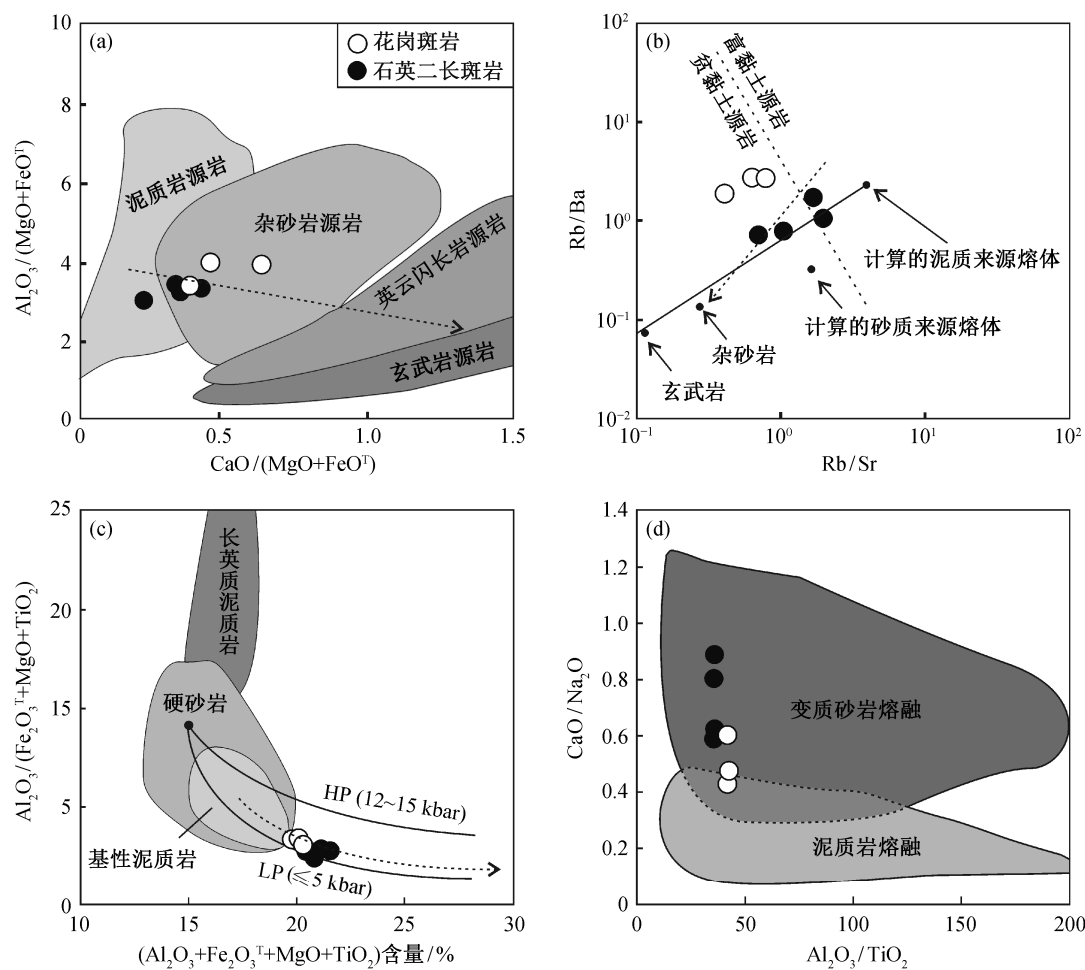 (a)
花岗斑岩
石英二长斑岩
泥质岩源岩
杂砂岩源岩
英云闪长岩源岩
玄武岩源岩
10
8
6
4
2
0
0
0.5
1.0
1.5
Al₂O₃/(MgO+FeOᵀ)
CaO/(MgO+FeOᵀ)
(b)
富黏土源岩
贫黏土源岩
计算的泥质来源熔体
计算的砂质来源熔体
杂砂岩
玄武岩
10²
10¹
10⁰
10⁻¹
10⁻²
10⁻¹
10⁰
10¹
10²
Rb/Ba
Rb/Sr
(c)
长英质泥质岩
硬砂岩
基性泥质岩
HP (12~15 kbar)
LP (≤5 kbar)
25
20
15
5
0
10
15
20
25
30
Al₂O₃/(Fe₂O₃ᵀ+MgO+TiO₂)
(Al₂O₃+Fe₂O₃ᵀ+MgO+TiO₂)含量/%
(d)
变质砂岩熔融
泥质岩熔融
1.4
1.2
1.0
0.8
0.6
0.4
0.2
0
0
50
100
150
200
CaO/Na₂O
Al₂O₃/TiO₂